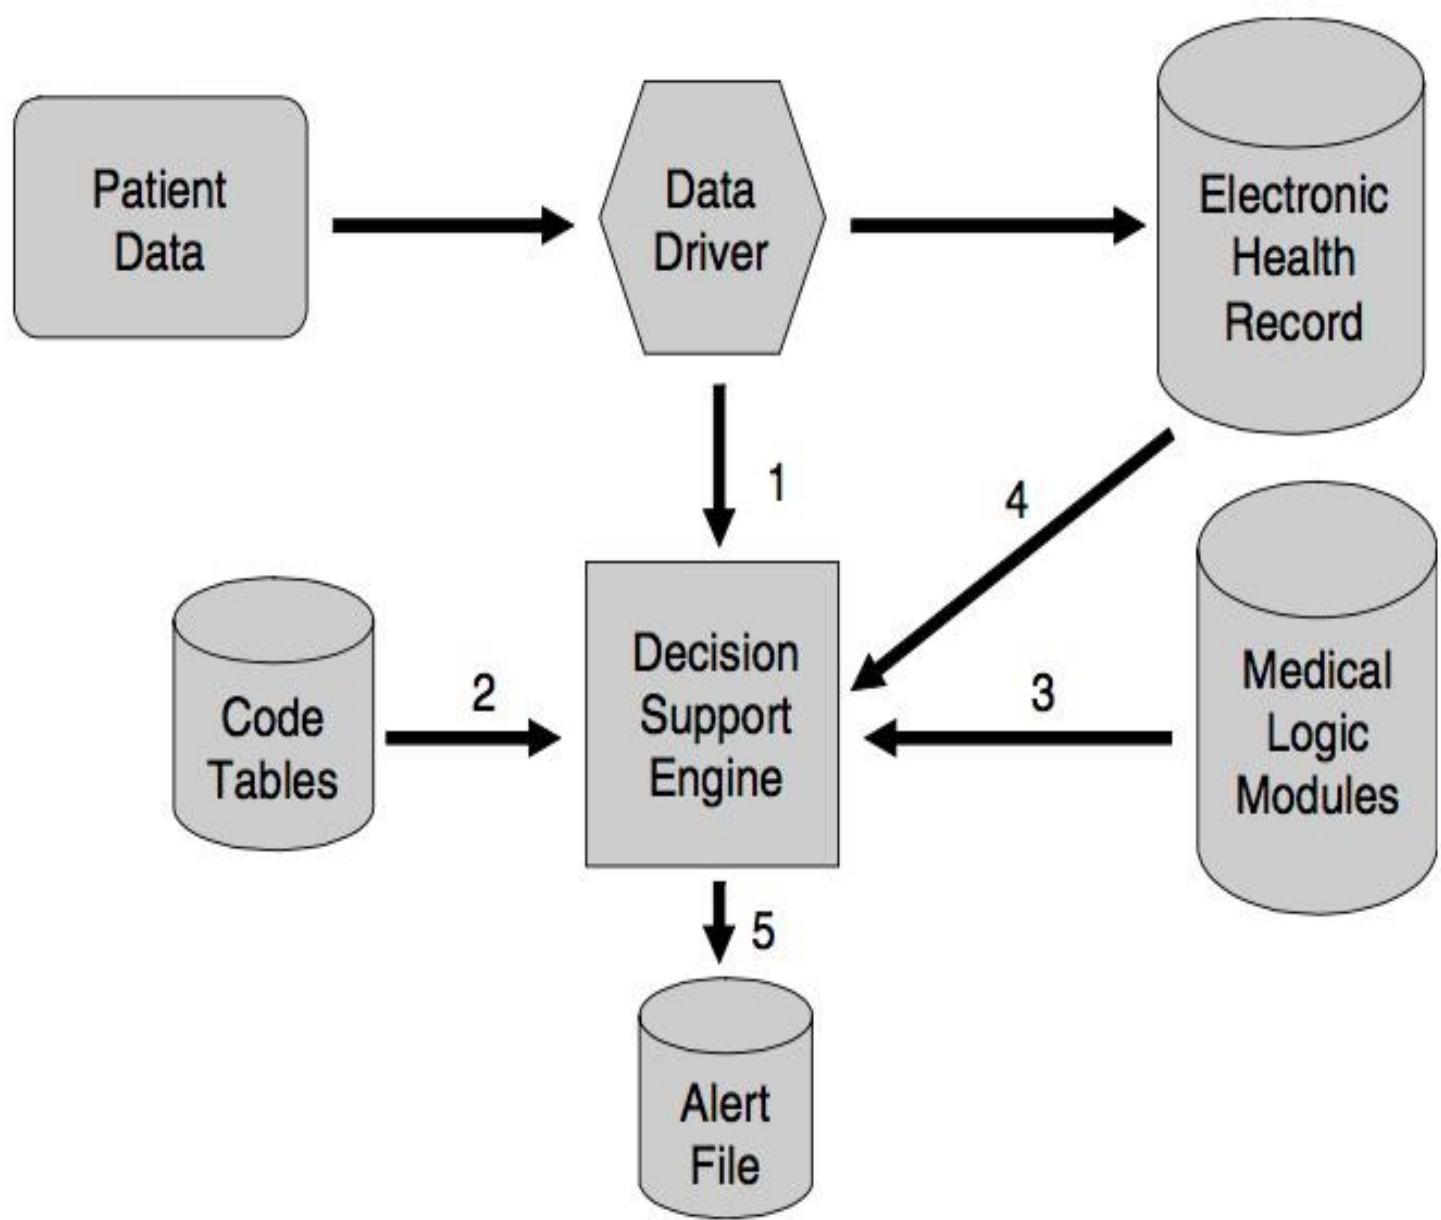 Patient
Data
Data
Driver
Electronic
Health
Record
1
4
Code
Tables
2
Decision
Support
Engine
3
Medical
Logic
Modules
5
Alert
File